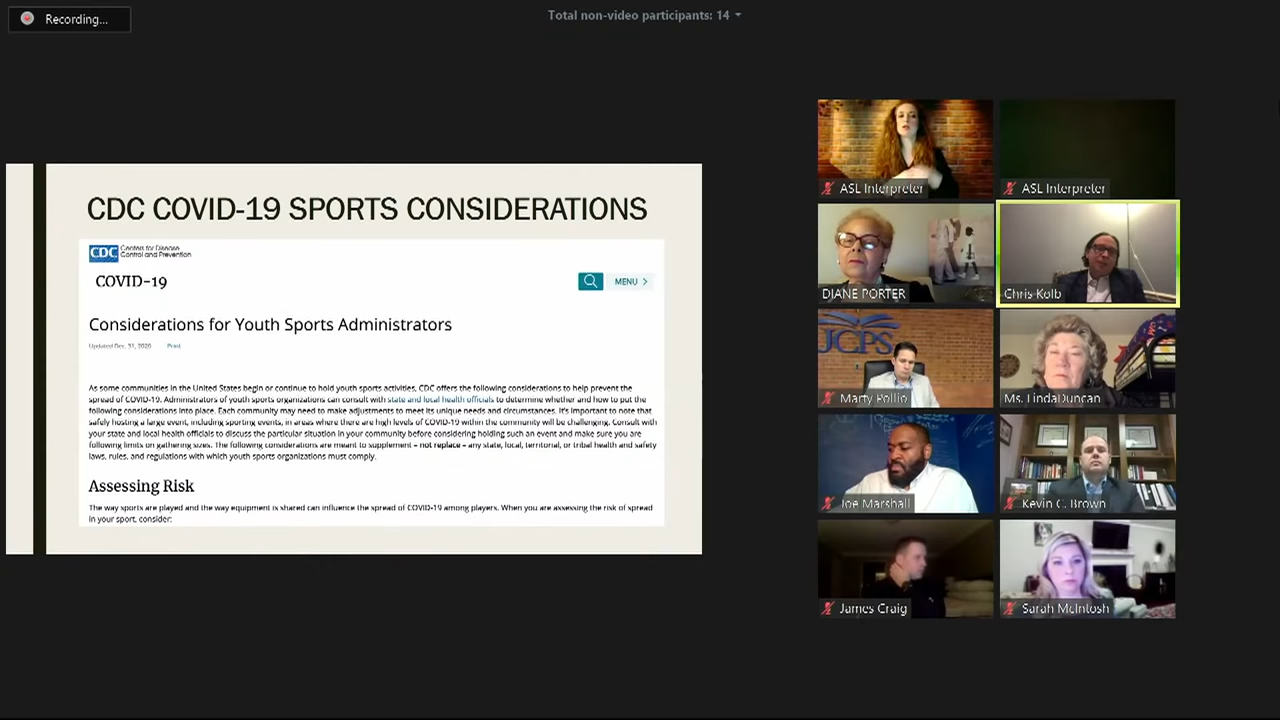 Recording...
Total non-video participants: 14
CDC COVID-19 SPORTS CONSIDERATIONS
CDC Centers for Disease
Control and Prevention
COVID-19
MENU
Considerations for Youth Sports Administrators
Updated Dec. 31, 2020 Print
As some communities in the United States begin or continue to hold youth sports activities, CDC offers the following considerations to help prevent the
spread of COVID-19. Administrators of youth sports organizations can consult with state and local health officials to determine whether and how to put the
following considerations into place. Each community may need to make adjustments to meet its unique needs and circumstances. It's important to note that
safely hosting a large event, including sporting events, in areas where there are high levels of COVID-19 within the community will be challenging. Consult with
your state and local health officials to discuss the particular situation in your community before considering holding such an event and make sure you are
following limits on gathering sizes. The following considerations are meant to supplement – not replace – any state, local, territorial, or tribal health and safety
laws, rules, and regulations with which youth sports organizations must comply.
Assessing Risk
The way sports are played and the way equipment is shared can influence the spread of COVID-19 among players. When you are assessing the risk of spread
in your sport, consider:
ASL Interpreter
ASL Interpreter
DIANE PORTER
Chris Kolb
JCPS
Marty Pollio
Ms. LindaDuncan
Joe Marshall
Kevin C. Brown
James Craig
Sarah McIntosh